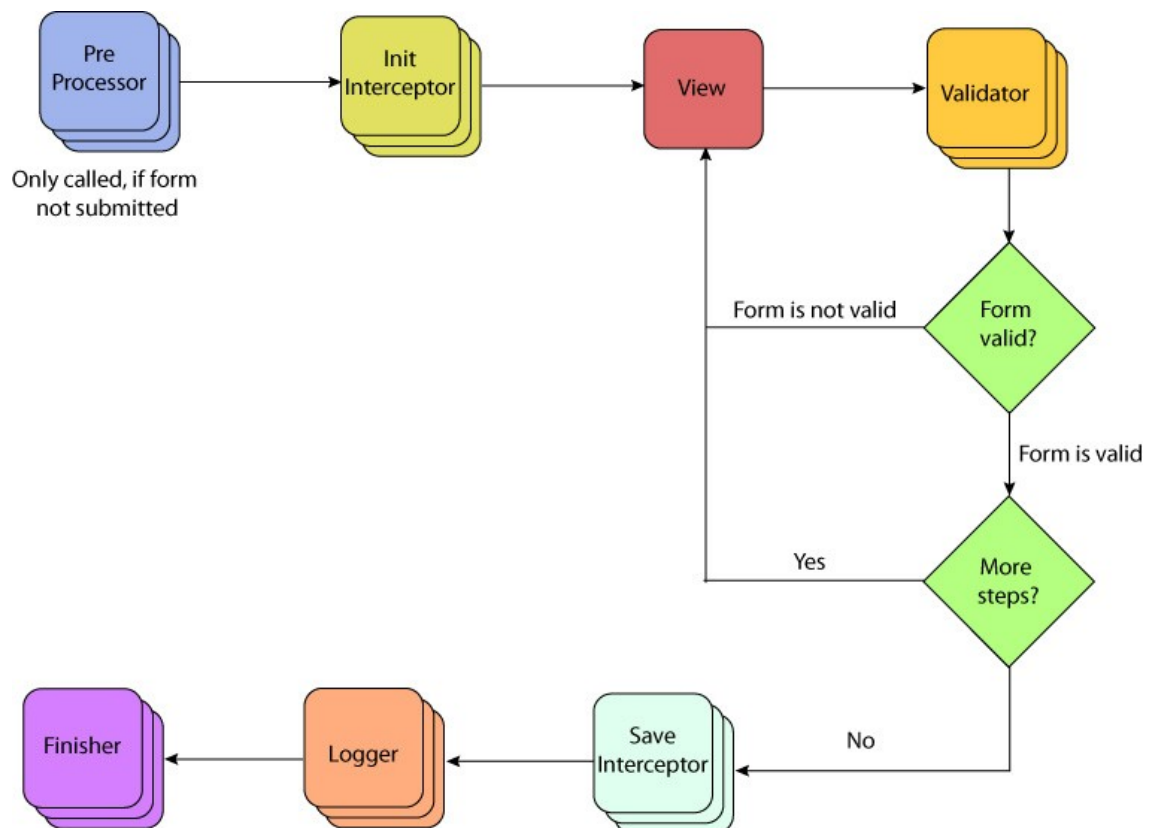 Pre
Processor
Init
Interceptor
View
Validator
Only called, if form
not submitted
Form is not valid
Form
valid?
Form is valid
Yes
More
steps?
Finisher
Logger
Save
Interceptor
No